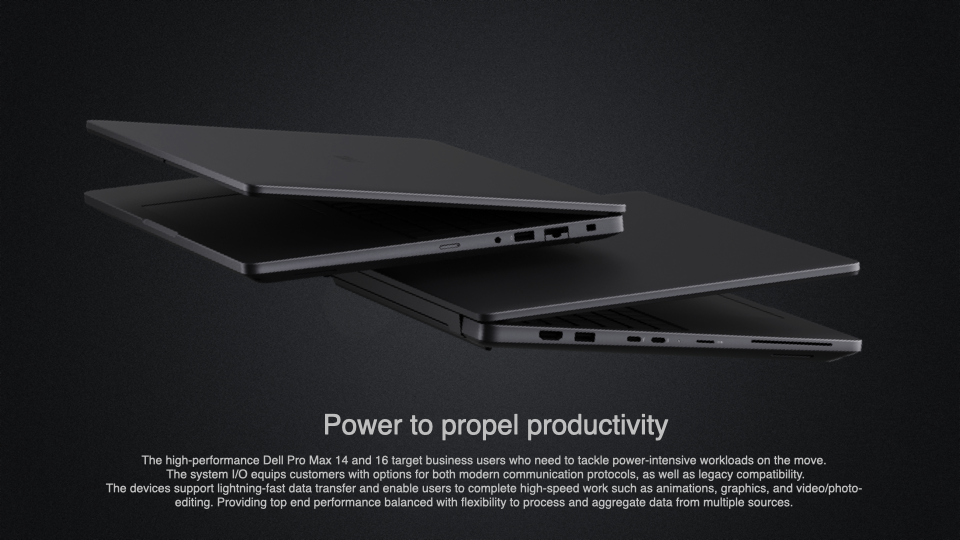 Power to propel productivity
The high-performance Dell Pro Max 14 and 16 target business users who need to tackle power-intensive workloads on the move.
The system I/O equips customers with options for both modern communication protocols, as well as legacy compatibility.
The devices support lightning-fast data transfer and enable users to complete high-speed work such as animations, graphics, and video/photo-
editing. Providing top end performance balanced with flexibility to process and aggregate data from multiple sources.